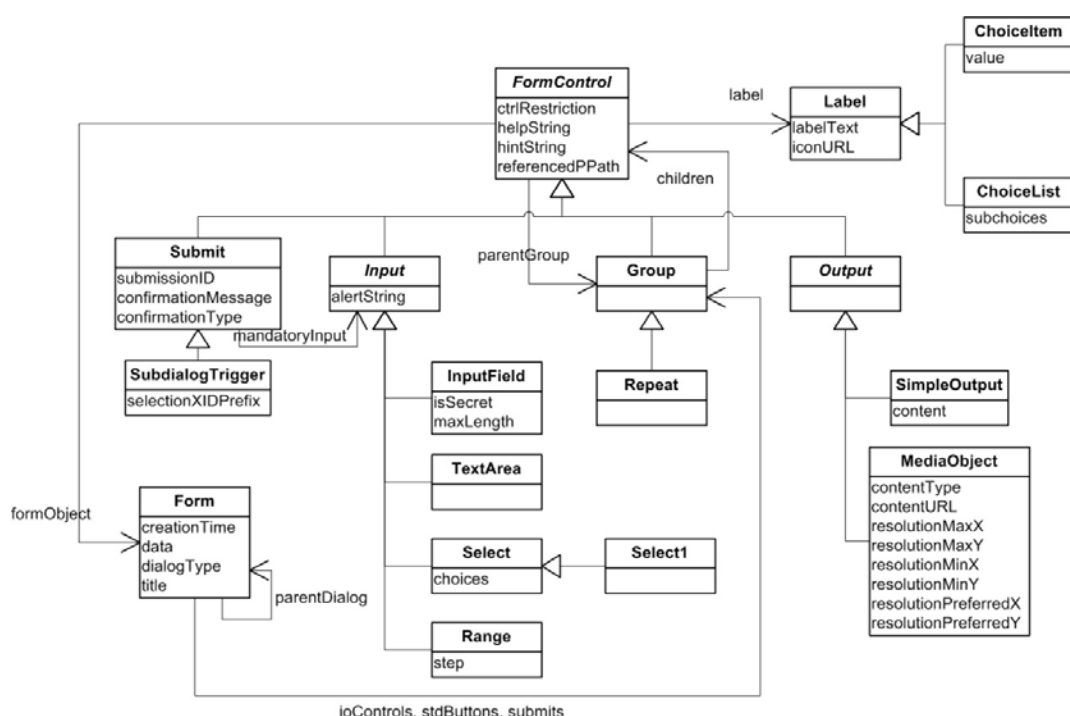 ChoiceItem
value
FormControl
ctrlRestriction
helpString
hintString
referencedPPath
label
Label
labelText
iconURL
children
ChoiceList
subchoices
Submit
submissionID
confirmationMessage
confirmationType
Input
alertString
parentGroup
Group
Output
mandatoryInput
SubdialogTrigger
selectionXIDPrefix
InputField
isSecret
maxLength
Repeat
SimpleOutput
content
TextArea
MediaObject
contentType
contentURL
resolutionMaxX
resolutionMaxY
resolutionMinX
resolutionMinY
resolutionPreferredX
resolutionPreferredY
formObject
Form
creationTime
data
dialogType
title
parentDialog
Select
choices
Select1
Range
step
ioControls, stdButtons, submits